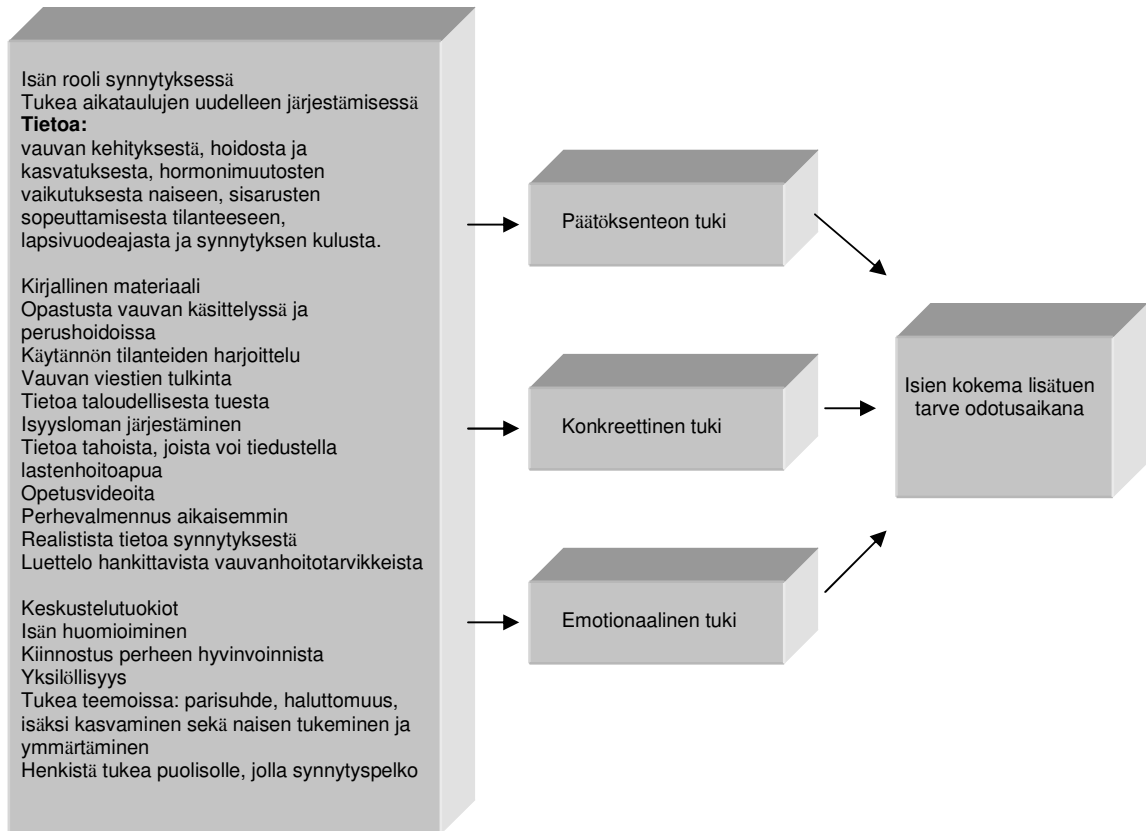 Isän rooli synnytyksessä
Tukea aikataulujen uudelleen järjestämisessä
Tietoa:
vauvan kehityksestä, hoidosta ja
kasvatuksesta, hormonimuutosten
vaikutuksesta naiseen, sisarusten
sopeuttamisesta tilanteeseen,
lapsivuodeajasta ja synnytyksen kulusta.
Kirjallinen materiaali
Opastusta vauvan käsittelyssä ja
perushoidoissa
Käytännön tilanteiden harjoittelu
Vauvan viestien tulkinta
Tietoa taloudellisesta tuesta
Isyysloman järjestäminen
Tietoa tahoista, joista voi tiedustella
lastenhoitoapua
Opetusvideoita
Perhevalmennus aikaisemmin
Realistista tietoa synnytyksestä
Luettelo hankittavista vauvanhoitotarvikkeista
Keskustelutuokiot
Isän huomioiminen
Kiinnostus perheen hyvinvoinnista
Yksilöllisyys
Tukea teemoissa: parisuhde, haluttomuus,
isäksi kasvaminen sekä naisen tukeminen ja
ymmärtäminen
Henkistä tukea puolisolle, jolla synnytyspelko
Päätöksenteon tuki
Konkreettinen tuki
Emotionaalinen tuki
Isien kokema lisätuen
tarve odotusaikana